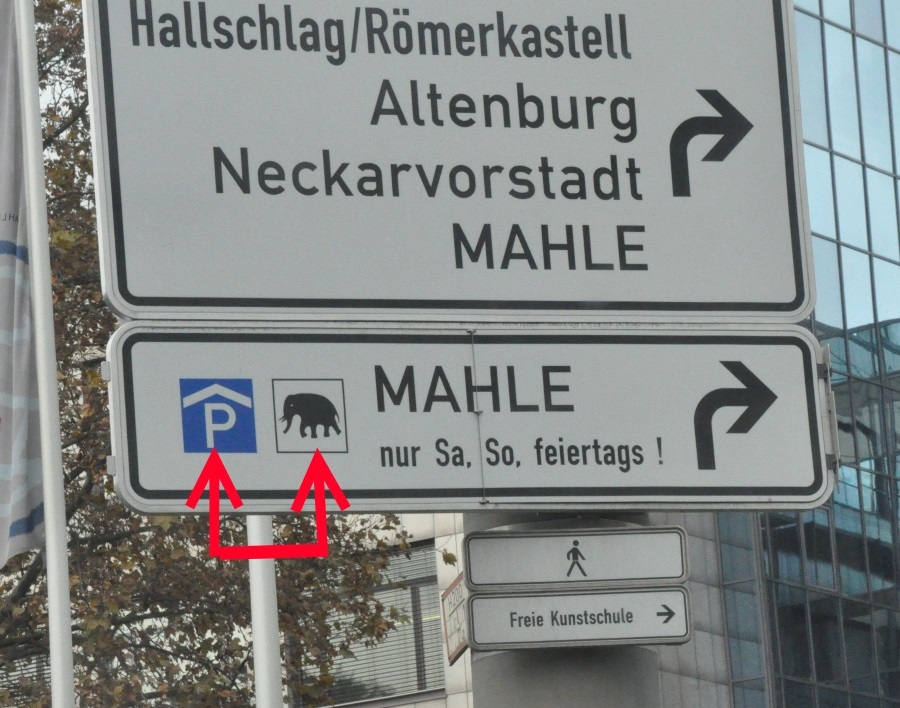 Hallschlag/Römerkastell
Altenburg
Neckarvorstadt
MAHLE
P
MAHLE
nur Sa, So, feiertags !
Freie Kunstschule